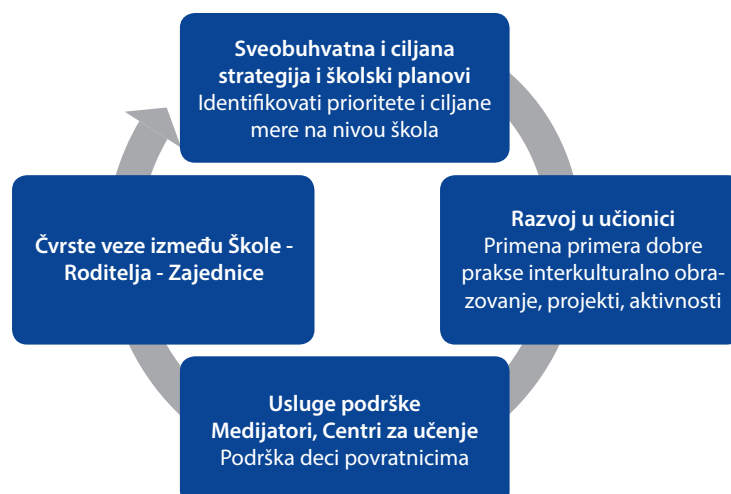 Sveobuhvatna i ciljana
strategija i školski planovi
Identifikovati prioritete i ciljane
mere na nivou škola
Razvoj u učionici
Primena primera dobre
prakse interkulturalno obra-
zovanje, projekti, aktivnosti
Usluge podrške
Medijatori, Centri za učenje
Podrška deci povratnicima
Čvrste veze između Škole -
Roditelja - Zajednice